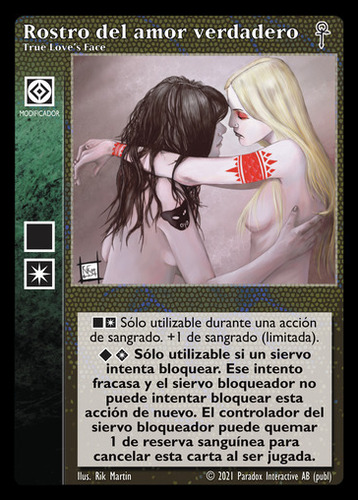 Rostro del amor verdadero
True Love's Face
MODIFICADOR
Sólo utilizable durante una acción
de sangrado. +1 de sangrado (limitada).
Sólo utilizable si un siervo
intenta bloquear. Ese intento
fracasa y el siervo bloqueador no
puede intentar bloquear esta
acción de nuevo. El controlador del
siervo bloqueador puede quemar
1 de reserva sanguínea para
cancelar esta carta al ser jugada.
Ilus. Rik Martin © 2021 Paradox Interactive AB (publ)